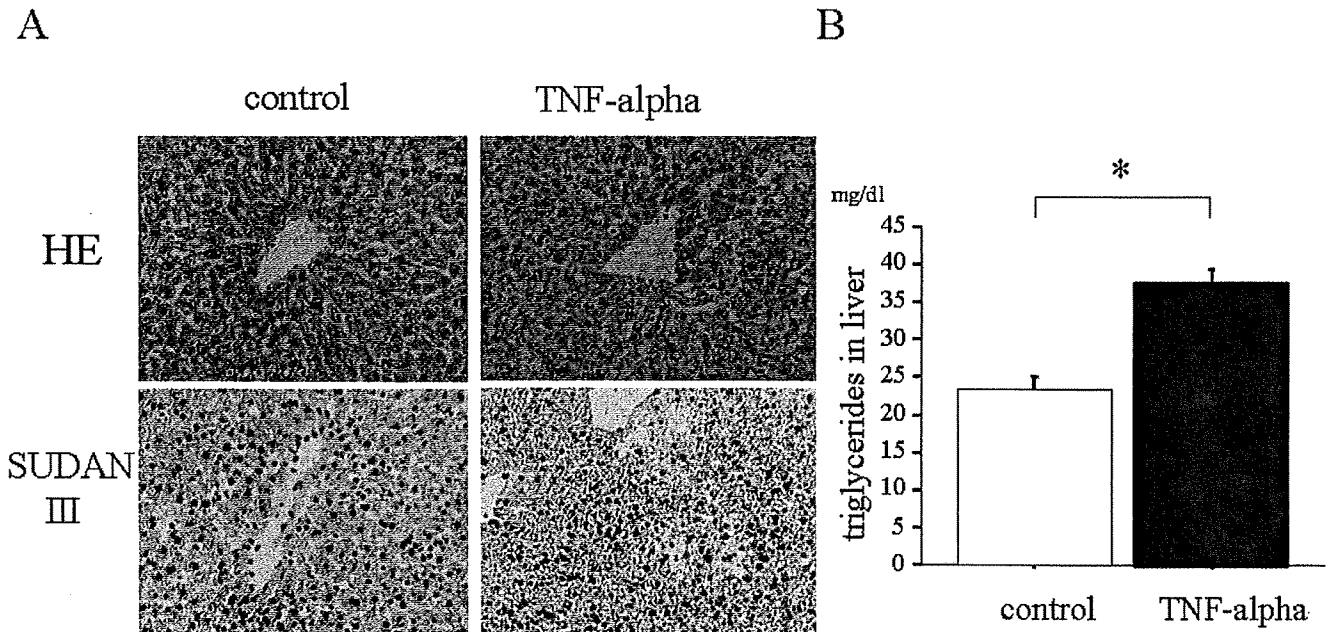 A
B
control
TNF-alpha
HE
SUDAN
III
*
mg/dl
triglycerides in liver
45
40
35
30
25
20
15
10
5
0
control
TNF-alpha